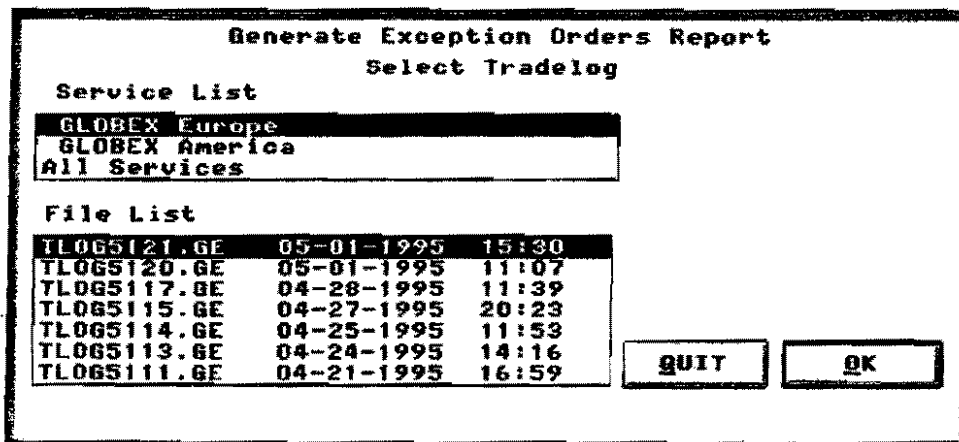 Generate Exception Orders Report
Select Tradelog
Service List
GLOBEX Europe
GLOBEX America
All Services
File List
TLOG5121.GE 05-01-1995 15:30
TLOG5120.GE 05-01-1995 11:07
TLOG5117.GE 04-28-1995 11:39
TLOG5115.GE 04-27-1995 20:23
TLOG5114.GE 04-25-1995 11:53
TLOG5113.GE 04-24-1995 14:16
TLOG5111.GE 04-21-1995 16:59
QUIT OK